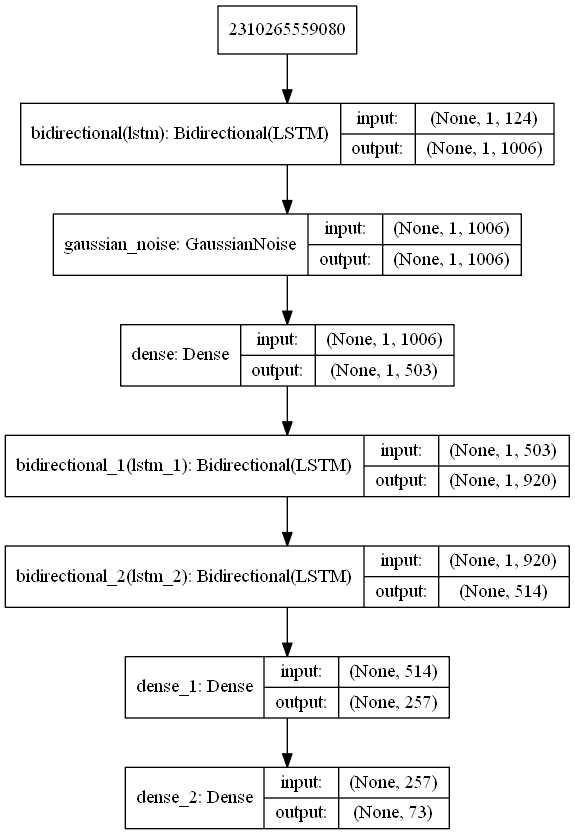 2310265559080
bidirectional(lstm): Bidirectional(LSTM)
input: (None, 1, 124)
output: (None, 1, 1006)
gaussian_noise: GaussianNoise
input: (None, 1, 1006)
output: (None, 1, 1006)
dense: Dense
input: (None, 1, 1006)
output: (None, 1, 503)
bidirectional_1(lstm_1): Bidirectional(LSTM)
input: (None, 1, 503)
output: (None, 1, 920)
bidirectional_2(lstm_2): Bidirectional(LSTM)
input: (None, 1, 920)
output: (None, 514)
dense_1: Dense
input: (None, 514)
output: (None, 257)
dense_2: Dense
input: (None, 257)
output: (None, 73)